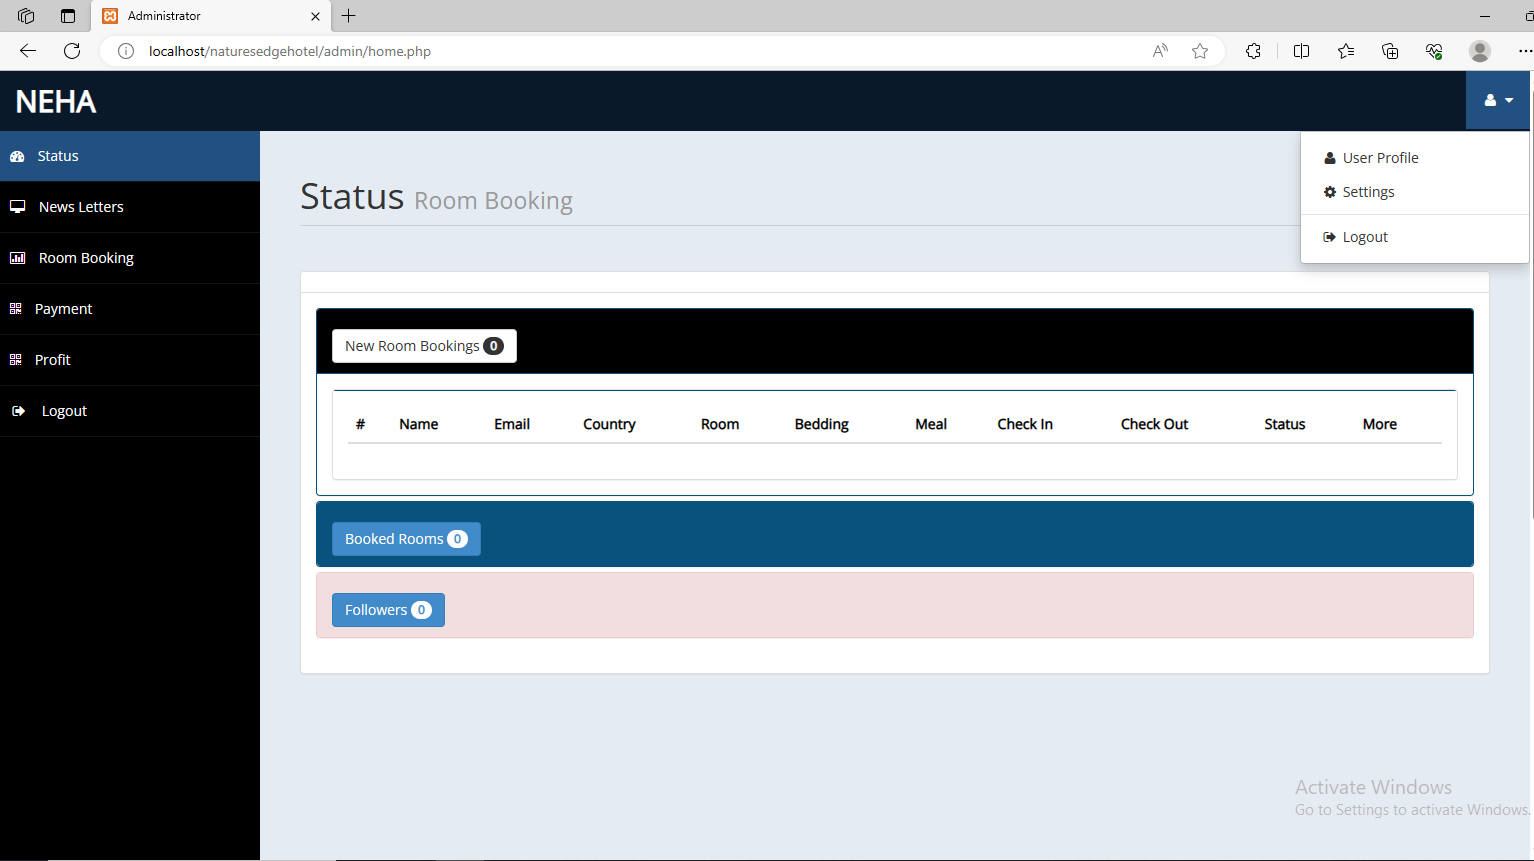 Administrator
localhost/naturesedgehotel/admin/home.php
NEHA
Status
News Letters
Room Booking
Payment
Profit
Logout
User Profile
Settings
Logout
Status Room Booking
New Room Bookings 0
# Name Email Country Room Bedding Meal Check In Check Out Status More
Booked Rooms 0
Followers 0
Activate Windows
Go to Settings to activate Windows.